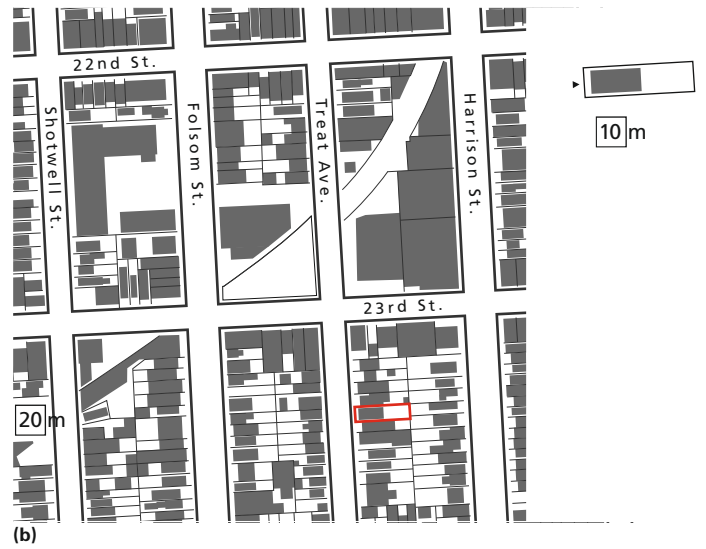 22nd St.
Shotwell St.
Folsom St.
Treat Ave.
Harrison St.
10 m
23rd St.
20 m
(b)